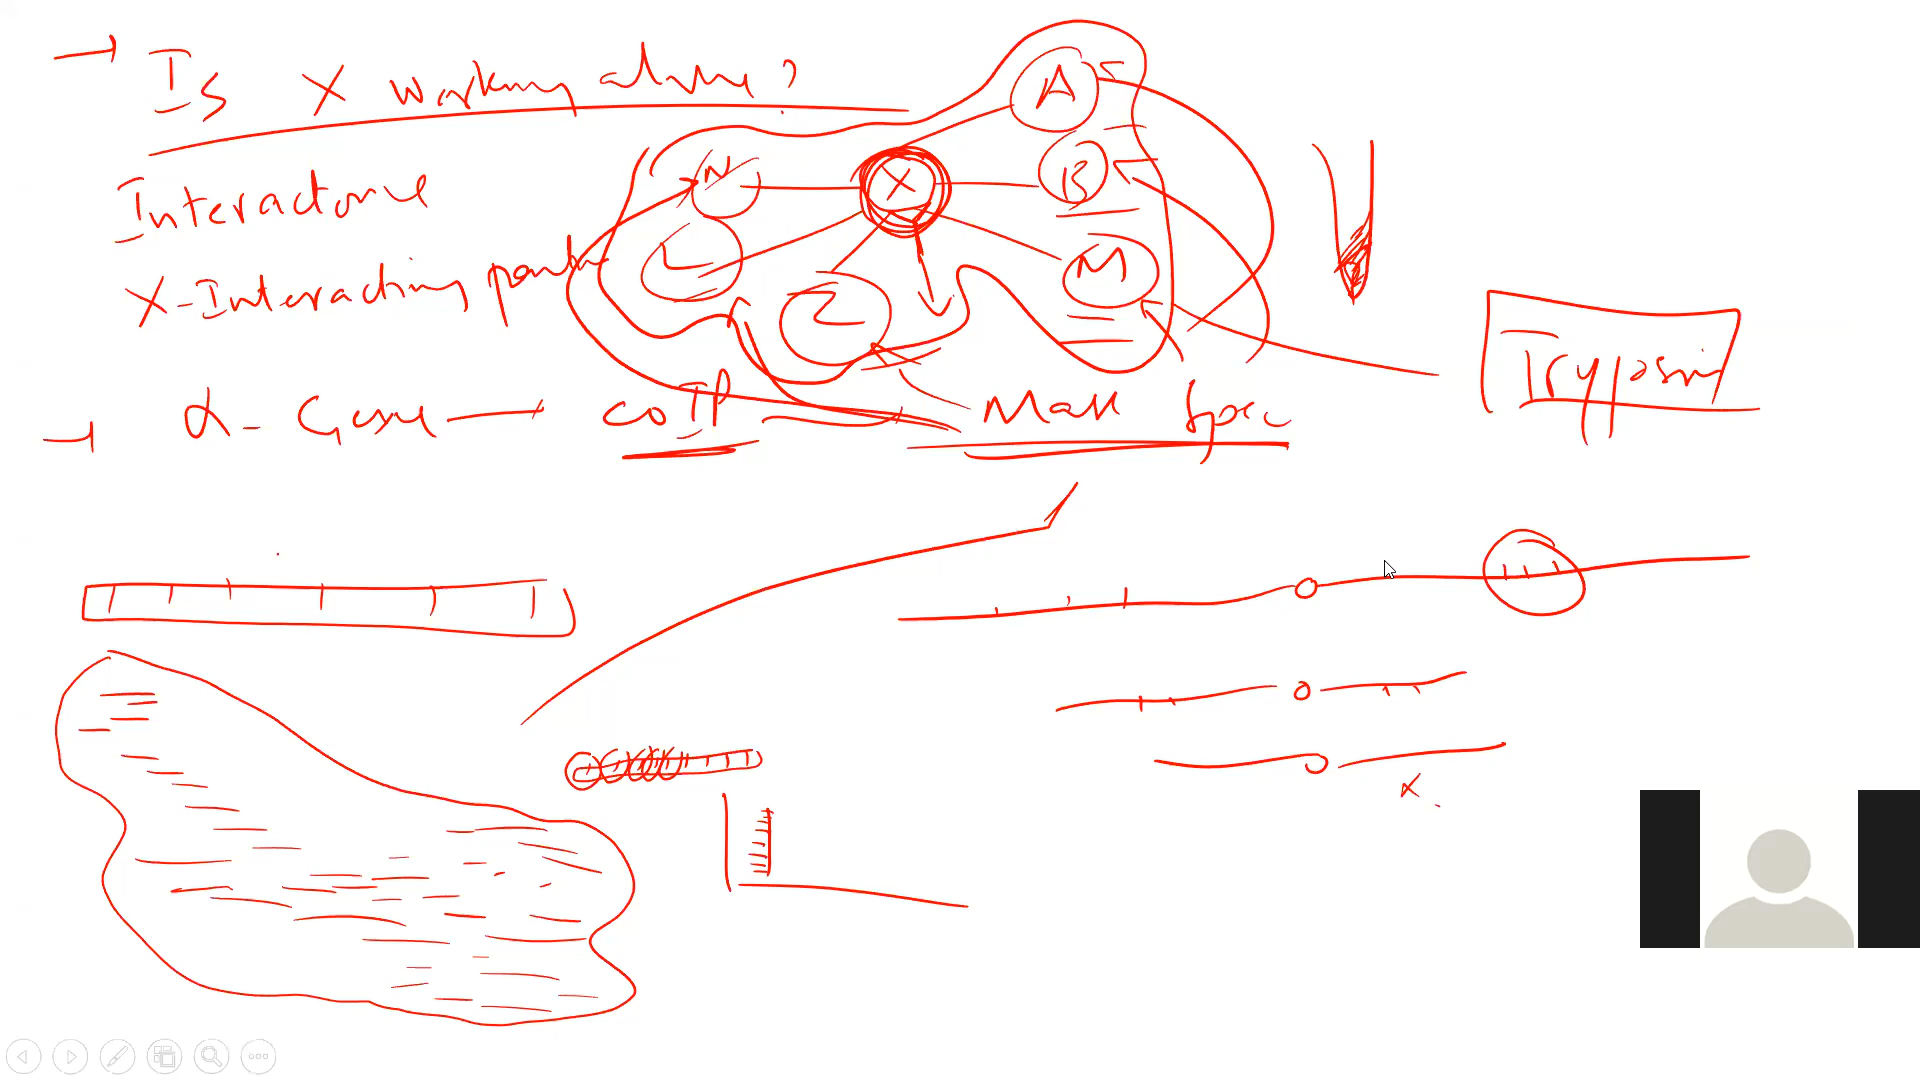 Is X working alone?
Interactome
X-Interacting partner
A
B
M
Z
L
N
X
α- Gene
coIP
Mass Spec
Trypsin